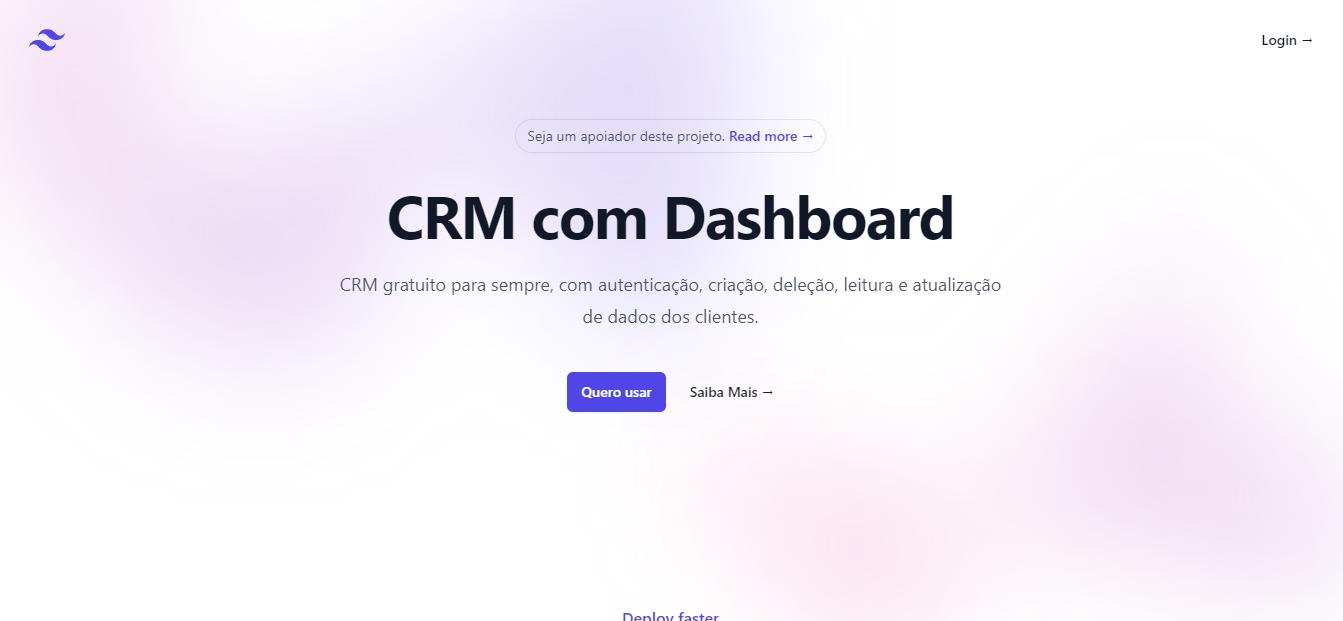 Login →
Seja um apoiador deste projeto. Read more →
CRM com Dashboard
CRM gratuito para sempre, com autenticação, criação, deleção, leitura e atualização
de dados dos clientes.
Quero usar
Saiba Mais →
Deploy faster